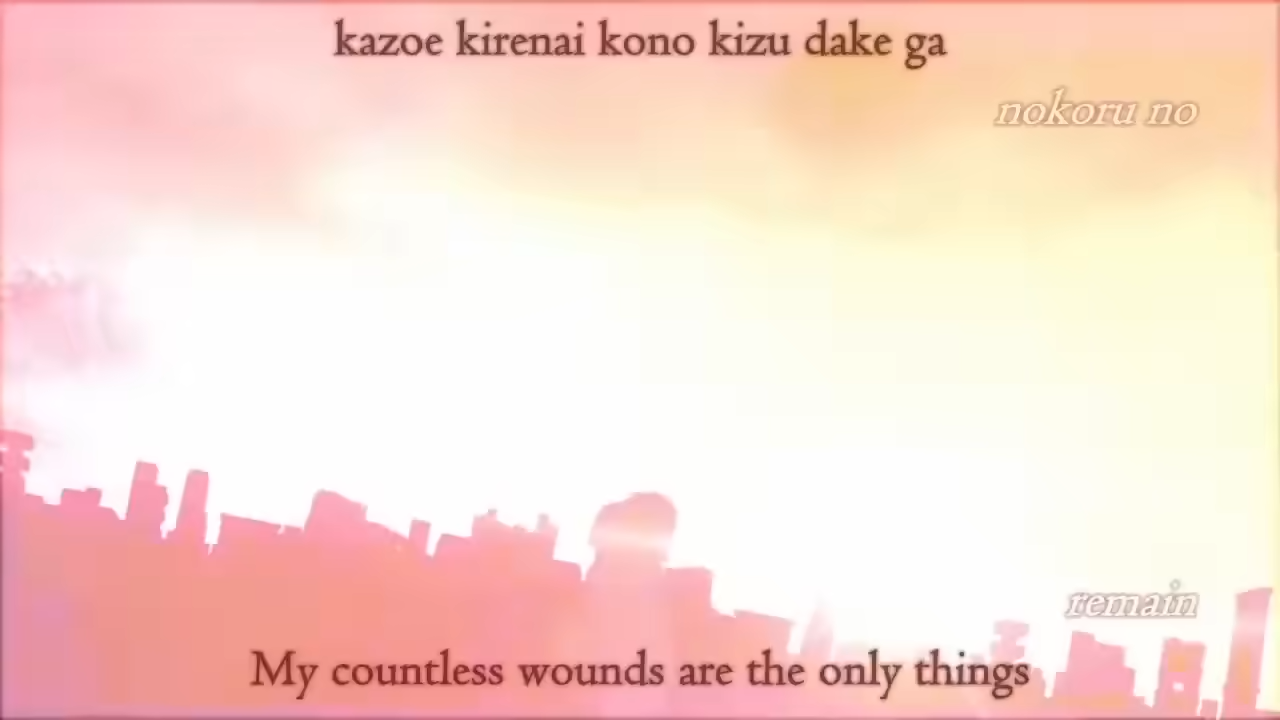 kazoe kirenai kono kizu dake ga
nokoru no
remain
My countless wounds are the only things